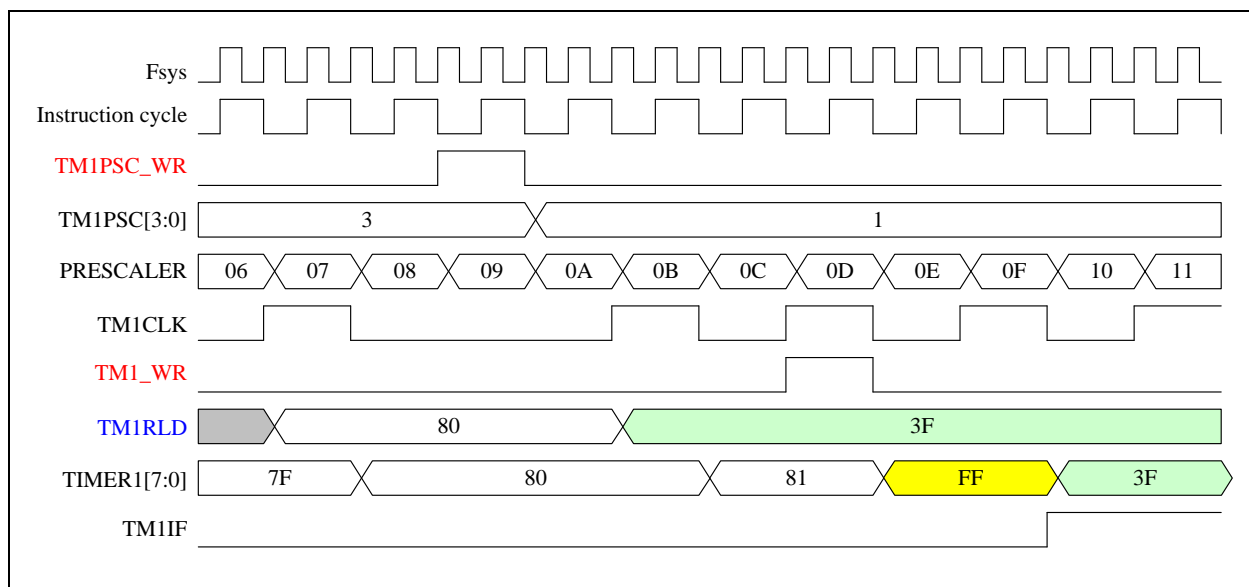 Fsys
Instruction cycle
TM1PSC_WR
TM1PSC[3:0] 3 1
PRESCALER 06 07 08 09 0A 0B 0C 0D 0E 0F 10 11
TM1CLK
TM1_WR
TM1RLD 80 3F
TIMER1[7:0] 7F 80 81 FF 3F
TM1IF